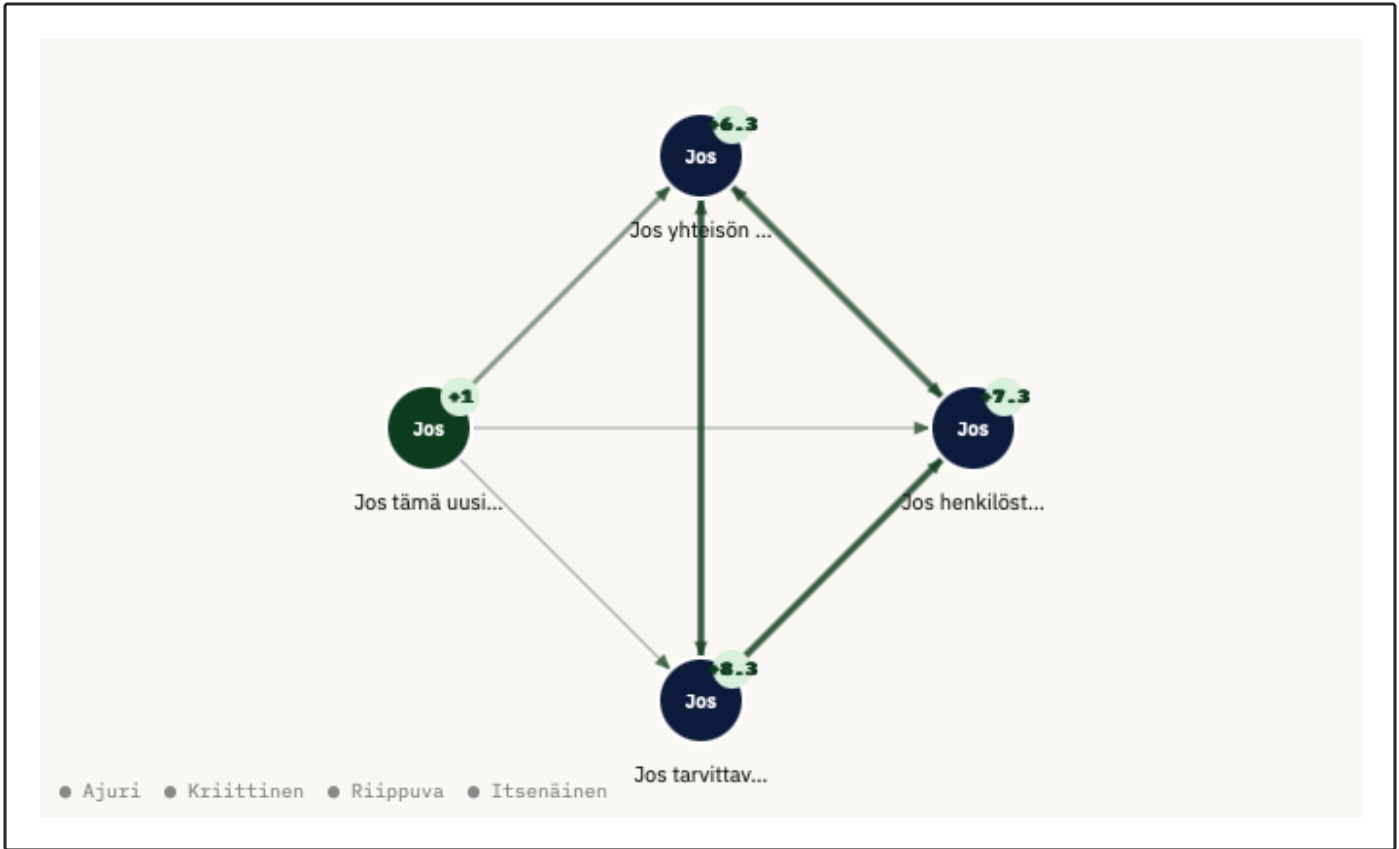 +6.3
Jos
Jos yhteisön ...
+1
Jos
Jos tämä uusi...
+7.3
Jos
Jos henkilöst...
+8.3
Jos
Jos tarvittav...
Ajuri Kriittinen Riippuva Itsenäinen